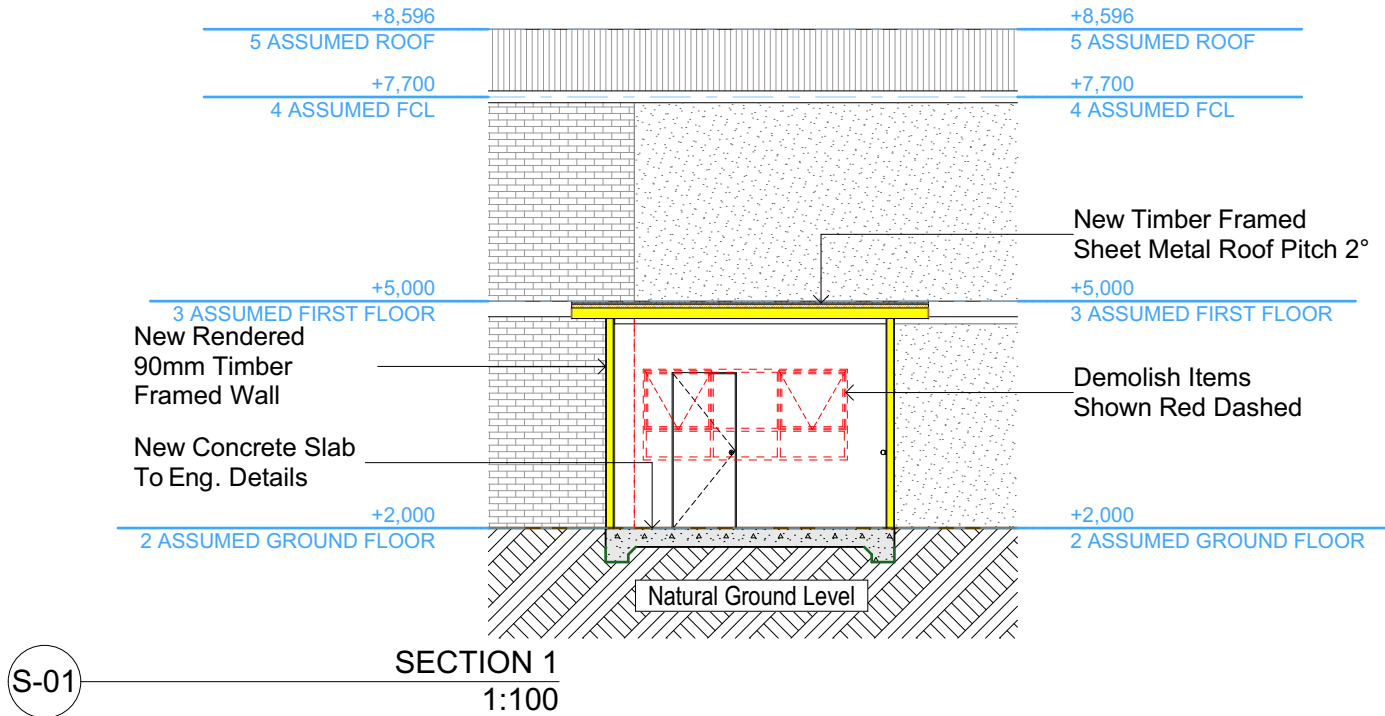 +8,596
5 ASSUMED ROOF
+8,596
5 ASSUMED ROOF
+7,700
4 ASSUMED FCL
+7,700
4 ASSUMED FCL
New Timber Framed
Sheet Metal Roof Pitch 2°
+5,000
3 ASSUMED FIRST FLOOR
+5,000
3 ASSUMED FIRST FLOOR
New Rendered
90mm Timber
Framed Wall
Demolish Items
Shown Red Dashed
New Concrete Slab
To Eng. Details
+2,000
2 ASSUMED GROUND FLOOR
+2,000
2 ASSUMED GROUND FLOOR
Natural Ground Level
S-01
SECTION 1
1:100